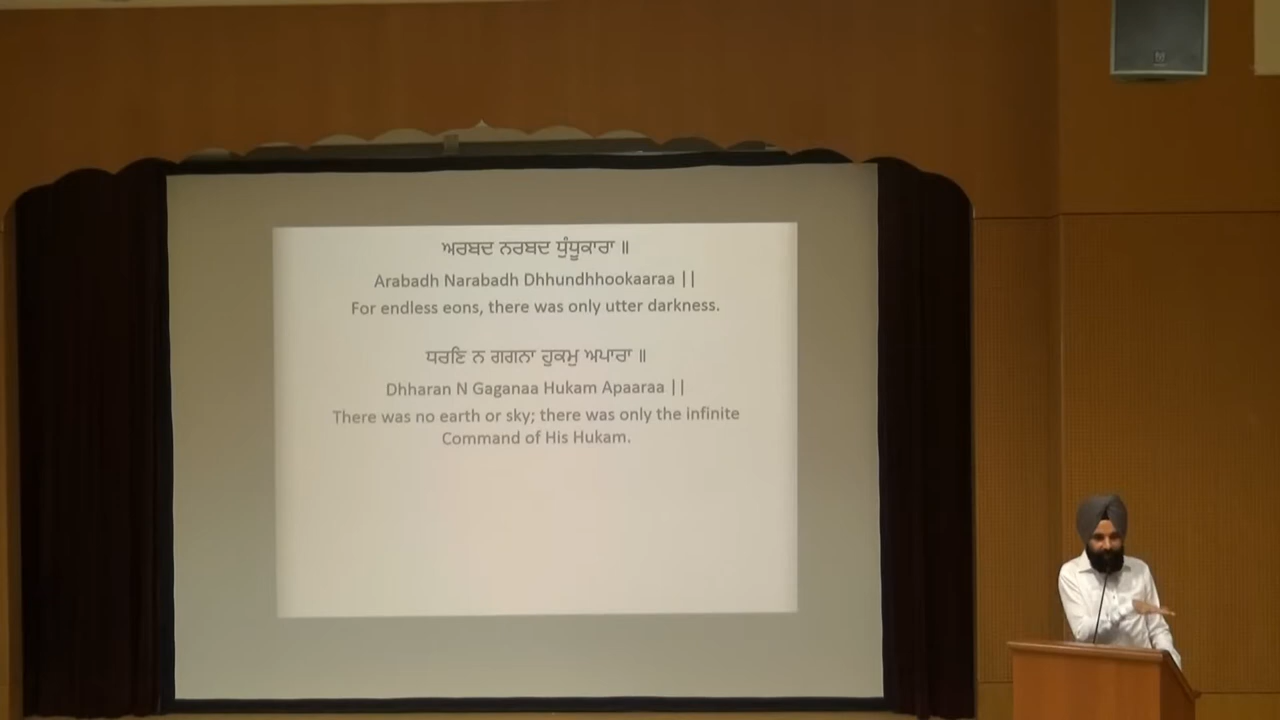 ਅਰਬਦ ਨਰਬਦ ਧੁੰਧੂਕਾਰਾ ॥
Arabadh Narabadh Dhhundhhookaaraa ||
For endless eons, there was only utter darkness.
ਧਰਣਿ ਨ ਗਗਨਾ ਹੁਕਮੁ ਅਪਾਰਾ ॥
Dhharan N Gaganaa Hukam Apaaraa ||
There was no earth or sky; there was only the infinite
Command of His Hukam.